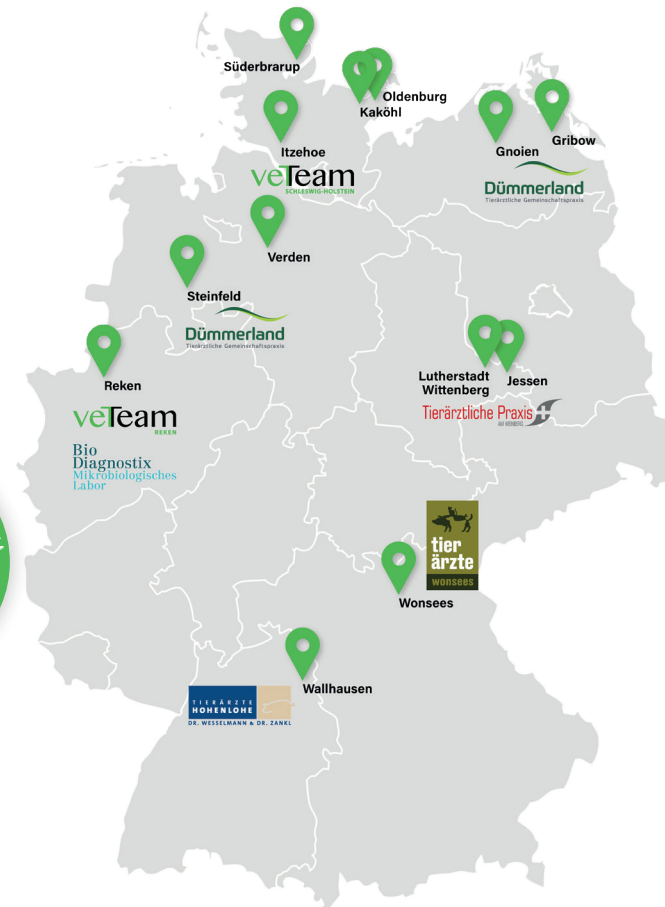 Süderbrarup
Oldenburg
Kaköhl
Itzehoe
veTeam
SCHLESWIG-HOLSTEIN
Gribow
Gnoien
Dümmerland
Tierärztliche Gemeinschaftspraxis
Verden
Steinfeld
Dümmerland
Tierärztliche Gemeinschaftspraxis
Reken
veTeam
REKEN
Bio
Diagnostix
Mikrobiologisches
Labor
Lutherstadt
Wittenberg
Jessen
Tierärztliche Praxis
AM WEINBERG
tier
ärzte
wonsees
Wonsees
Wallhausen
TIERÄRZTE
HOHENLOHE
DR. WESSELMANN & DR. ZANKL